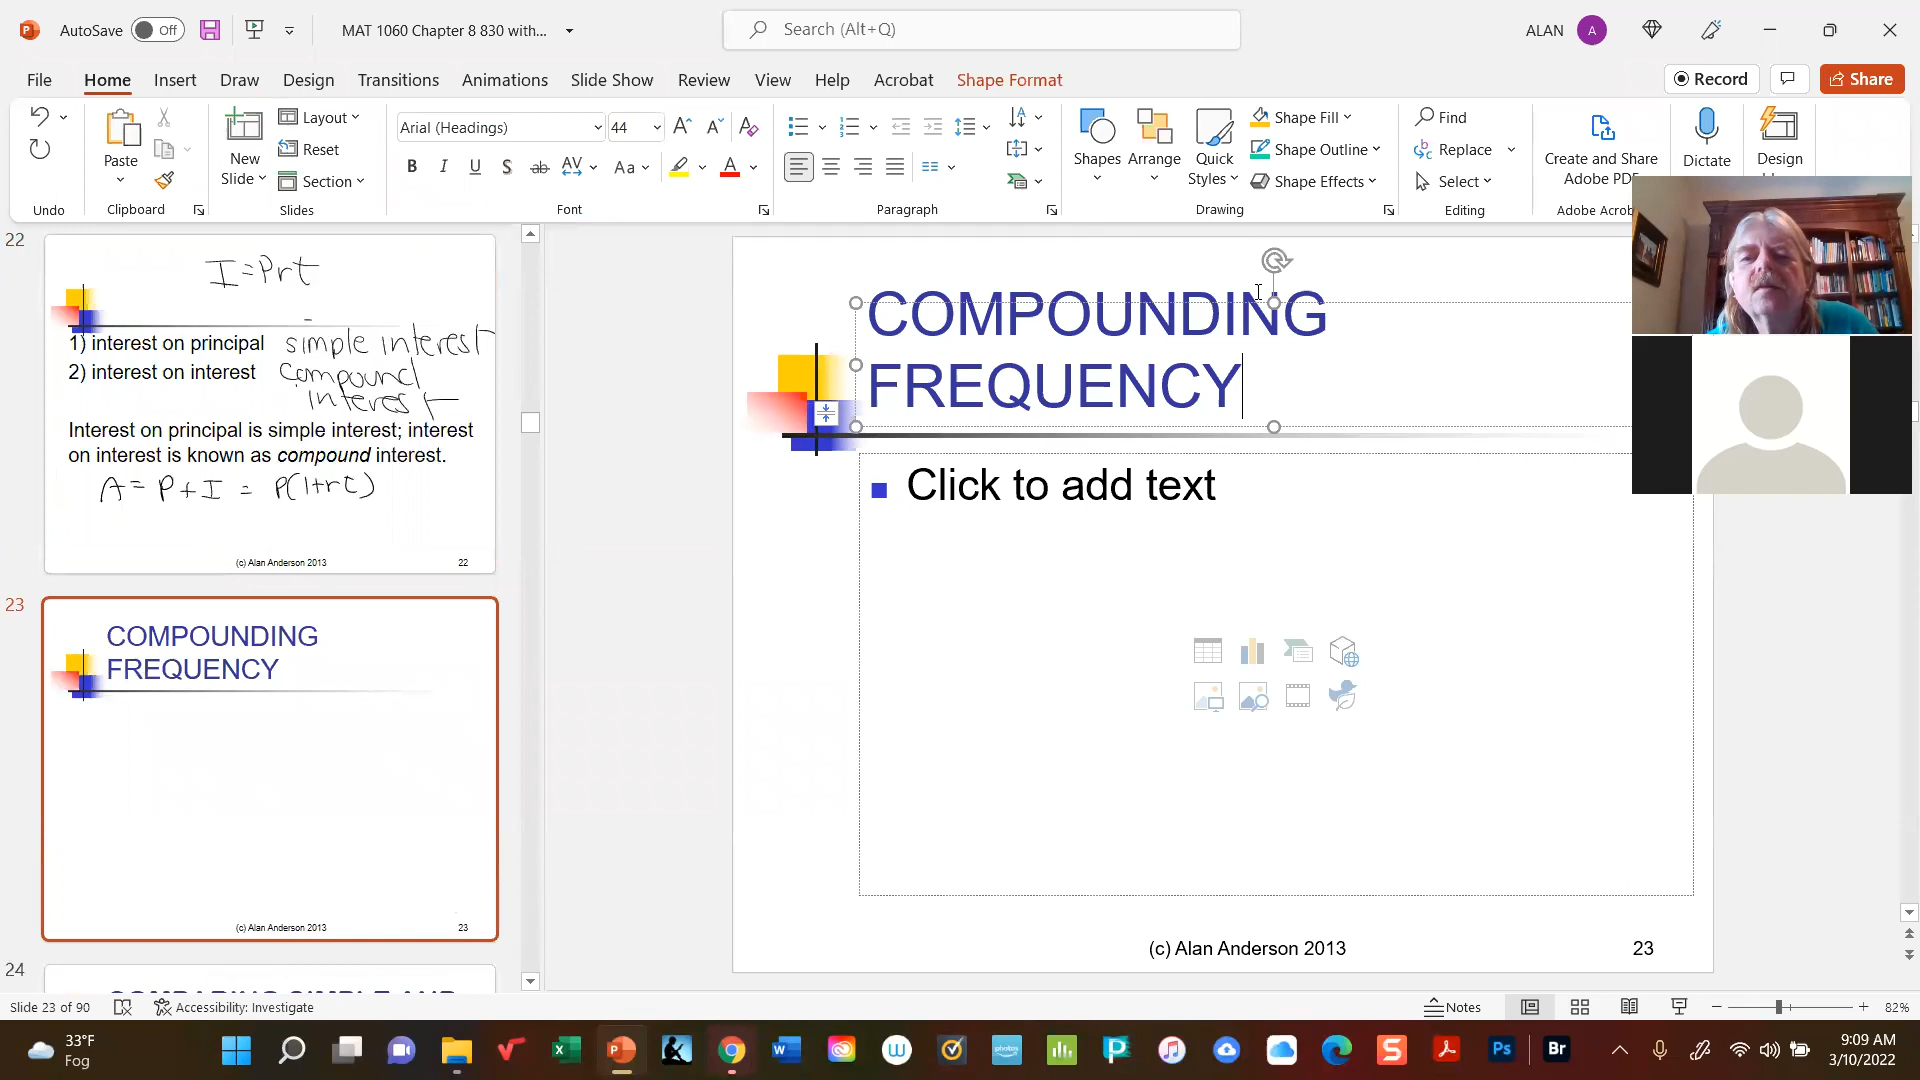 AutoSave Off
MAT 1060 Chapter 8 830 with...
Search (Alt+Q)
ALAN A
File Home Insert Draw Design Transitions Animations Slide Show Review View Help Acrobat Shape Format
Record Share
Undo
Paste
Clipboard
New Slide
Layout
Reset
Section
Slides
Arial (Headings) 44
B I U S ab AV Aa A
Font
Paragraph
Shapes Arrange Quick Styles
Shape Fill
Shape Outline
Shape Effects
Drawing
Find
Replace
Select
Editing
Create and Share
Adobe PDF
Adobe Acrob
Dictate
Design
22
I=Prt
1) interest on principal simple interest
2) interest on interest compound
interest
Interest on principal is simple interest; interest
on interest is known as compound interest.
A = P + I = P(1+rt)
(c) Alan Anderson 2013 22
23
COMPOUNDING
FREQUENCY
(c) Alan Anderson 2013 23
24
COMPOUNDING
FREQUENCY
Click to add text
(c) Alan Anderson 2013 23
Slide 23 of 90 Accessibility: Investigate
Notes 82%
33°F
Fog
9:09 AM
3/10/2022